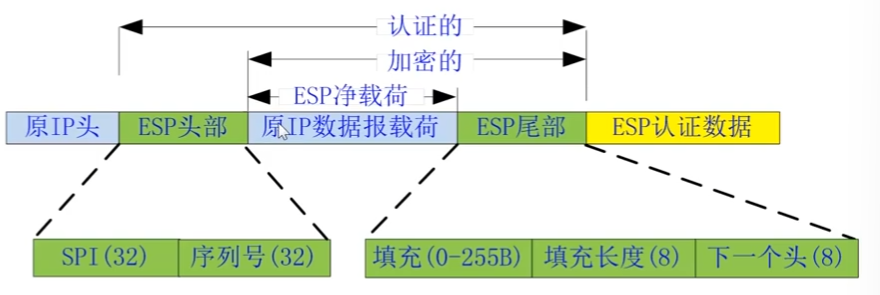 认证的
加密的
ESP净载荷
原IP头 ESP头部 原IP数据报载荷 ESP尾部 ESP认证数据
SPI(32) 序列号(32) 填充(0-255B) 填充长度(8) 下一个头(8)